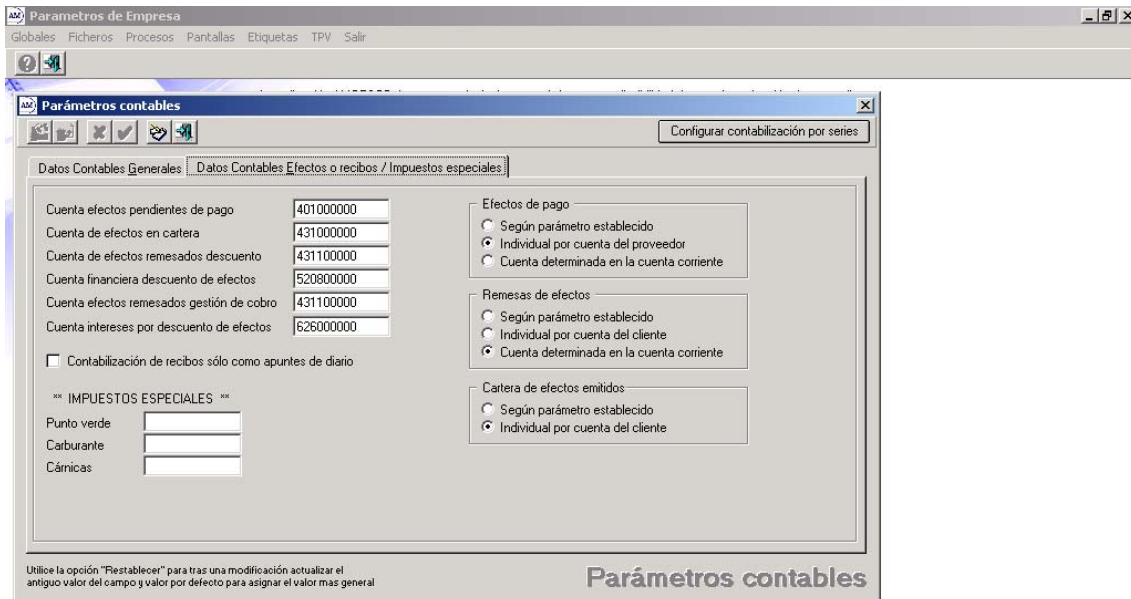 Parametros de Empresa
Globales Ficheros Procesos Pantallas Etiquetas TPV Salir
Parámetros contables
Configurar contabilización por series
Datos Contables Generales Datos Contables Efectos o recibos / Impuestos especiales
Cuenta efectos pendientes de pago 401000000
Cuenta de efectos en cartera 431000000
Cuenta de efectos remesados descuento 431100000
Cuenta financiera descuento de efectos 520800000
Cuenta efectos remesados gestión de cobro 431100000
Cuenta intereses por descuento de efectos 626000000
Contabilización de recibos sólo como apuntes de diario
** IMPUESTOS ESPECIALES **
Punto verde
Carburante
Cárnicas
Efectos de pago
Según parámetro establecido
Individual por cuenta del proveedor
Cuenta determinada en la cuenta corriente
Remesas de efectos
Según parámetro establecido
Individual por cuenta del cliente
Cuenta determinada en la cuenta corriente
Cartera de efectos emitidos
Según parámetro establecido
Individual por cuenta del cliente
Utilice la opción "Restablecer" para tras una modificación actualizar el
antiguo valor del campo y valor por defecto para asignar el valor mas general
Parámetros contables